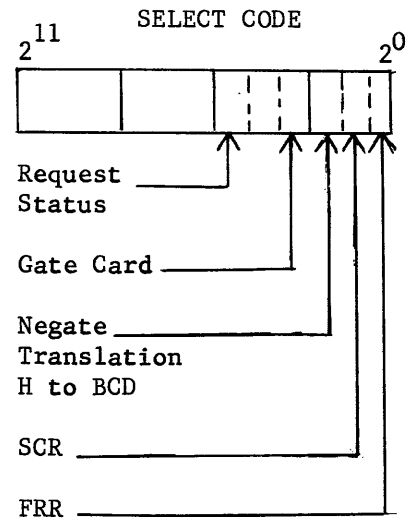 SELECT CODE
2^11 2^0
Request
Status
Gate Card
Negate
Translation
H to BCD
SCR
FRR